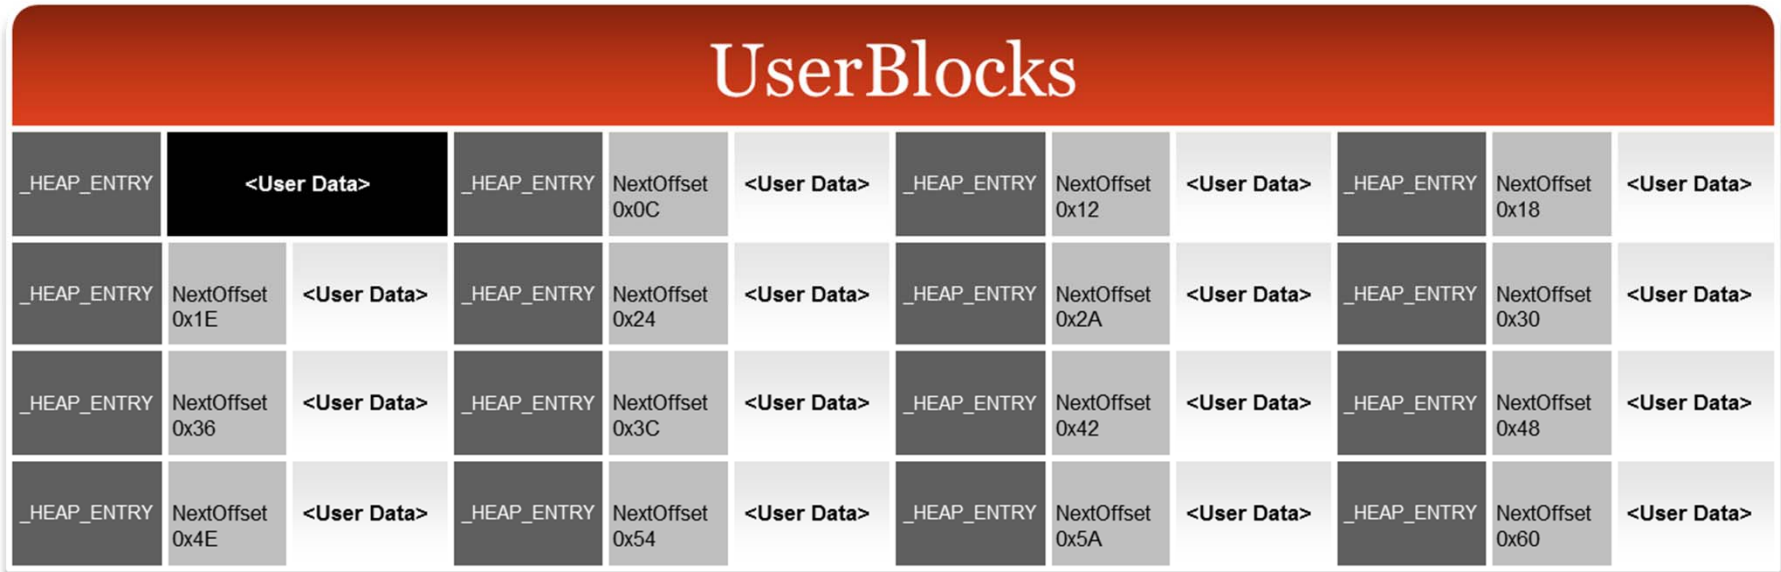 UserBlocks
_HEAP_ENTRY <User Data> _HEAP_ENTRY NextOffset 0x0C <User Data> _HEAP_ENTRY NextOffset 0x12 <User Data> _HEAP_ENTRY NextOffset 0x18 <User Data>
_HEAP_ENTRY NextOffset 0x1E <User Data> _HEAP_ENTRY NextOffset 0x24 <User Data> _HEAP_ENTRY NextOffset 0x2A <User Data> _HEAP_ENTRY NextOffset 0x30 <User Data>
_HEAP_ENTRY NextOffset 0x36 <User Data> _HEAP_ENTRY NextOffset 0x3C <User Data> _HEAP_ENTRY NextOffset 0x42 <User Data> _HEAP_ENTRY NextOffset 0x48 <User Data>
_HEAP_ENTRY NextOffset 0x4E <User Data> _HEAP_ENTRY NextOffset 0x54 <User Data> _HEAP_ENTRY NextOffset 0x5A <User Data> _HEAP_ENTRY NextOffset 0x60 <User Data>